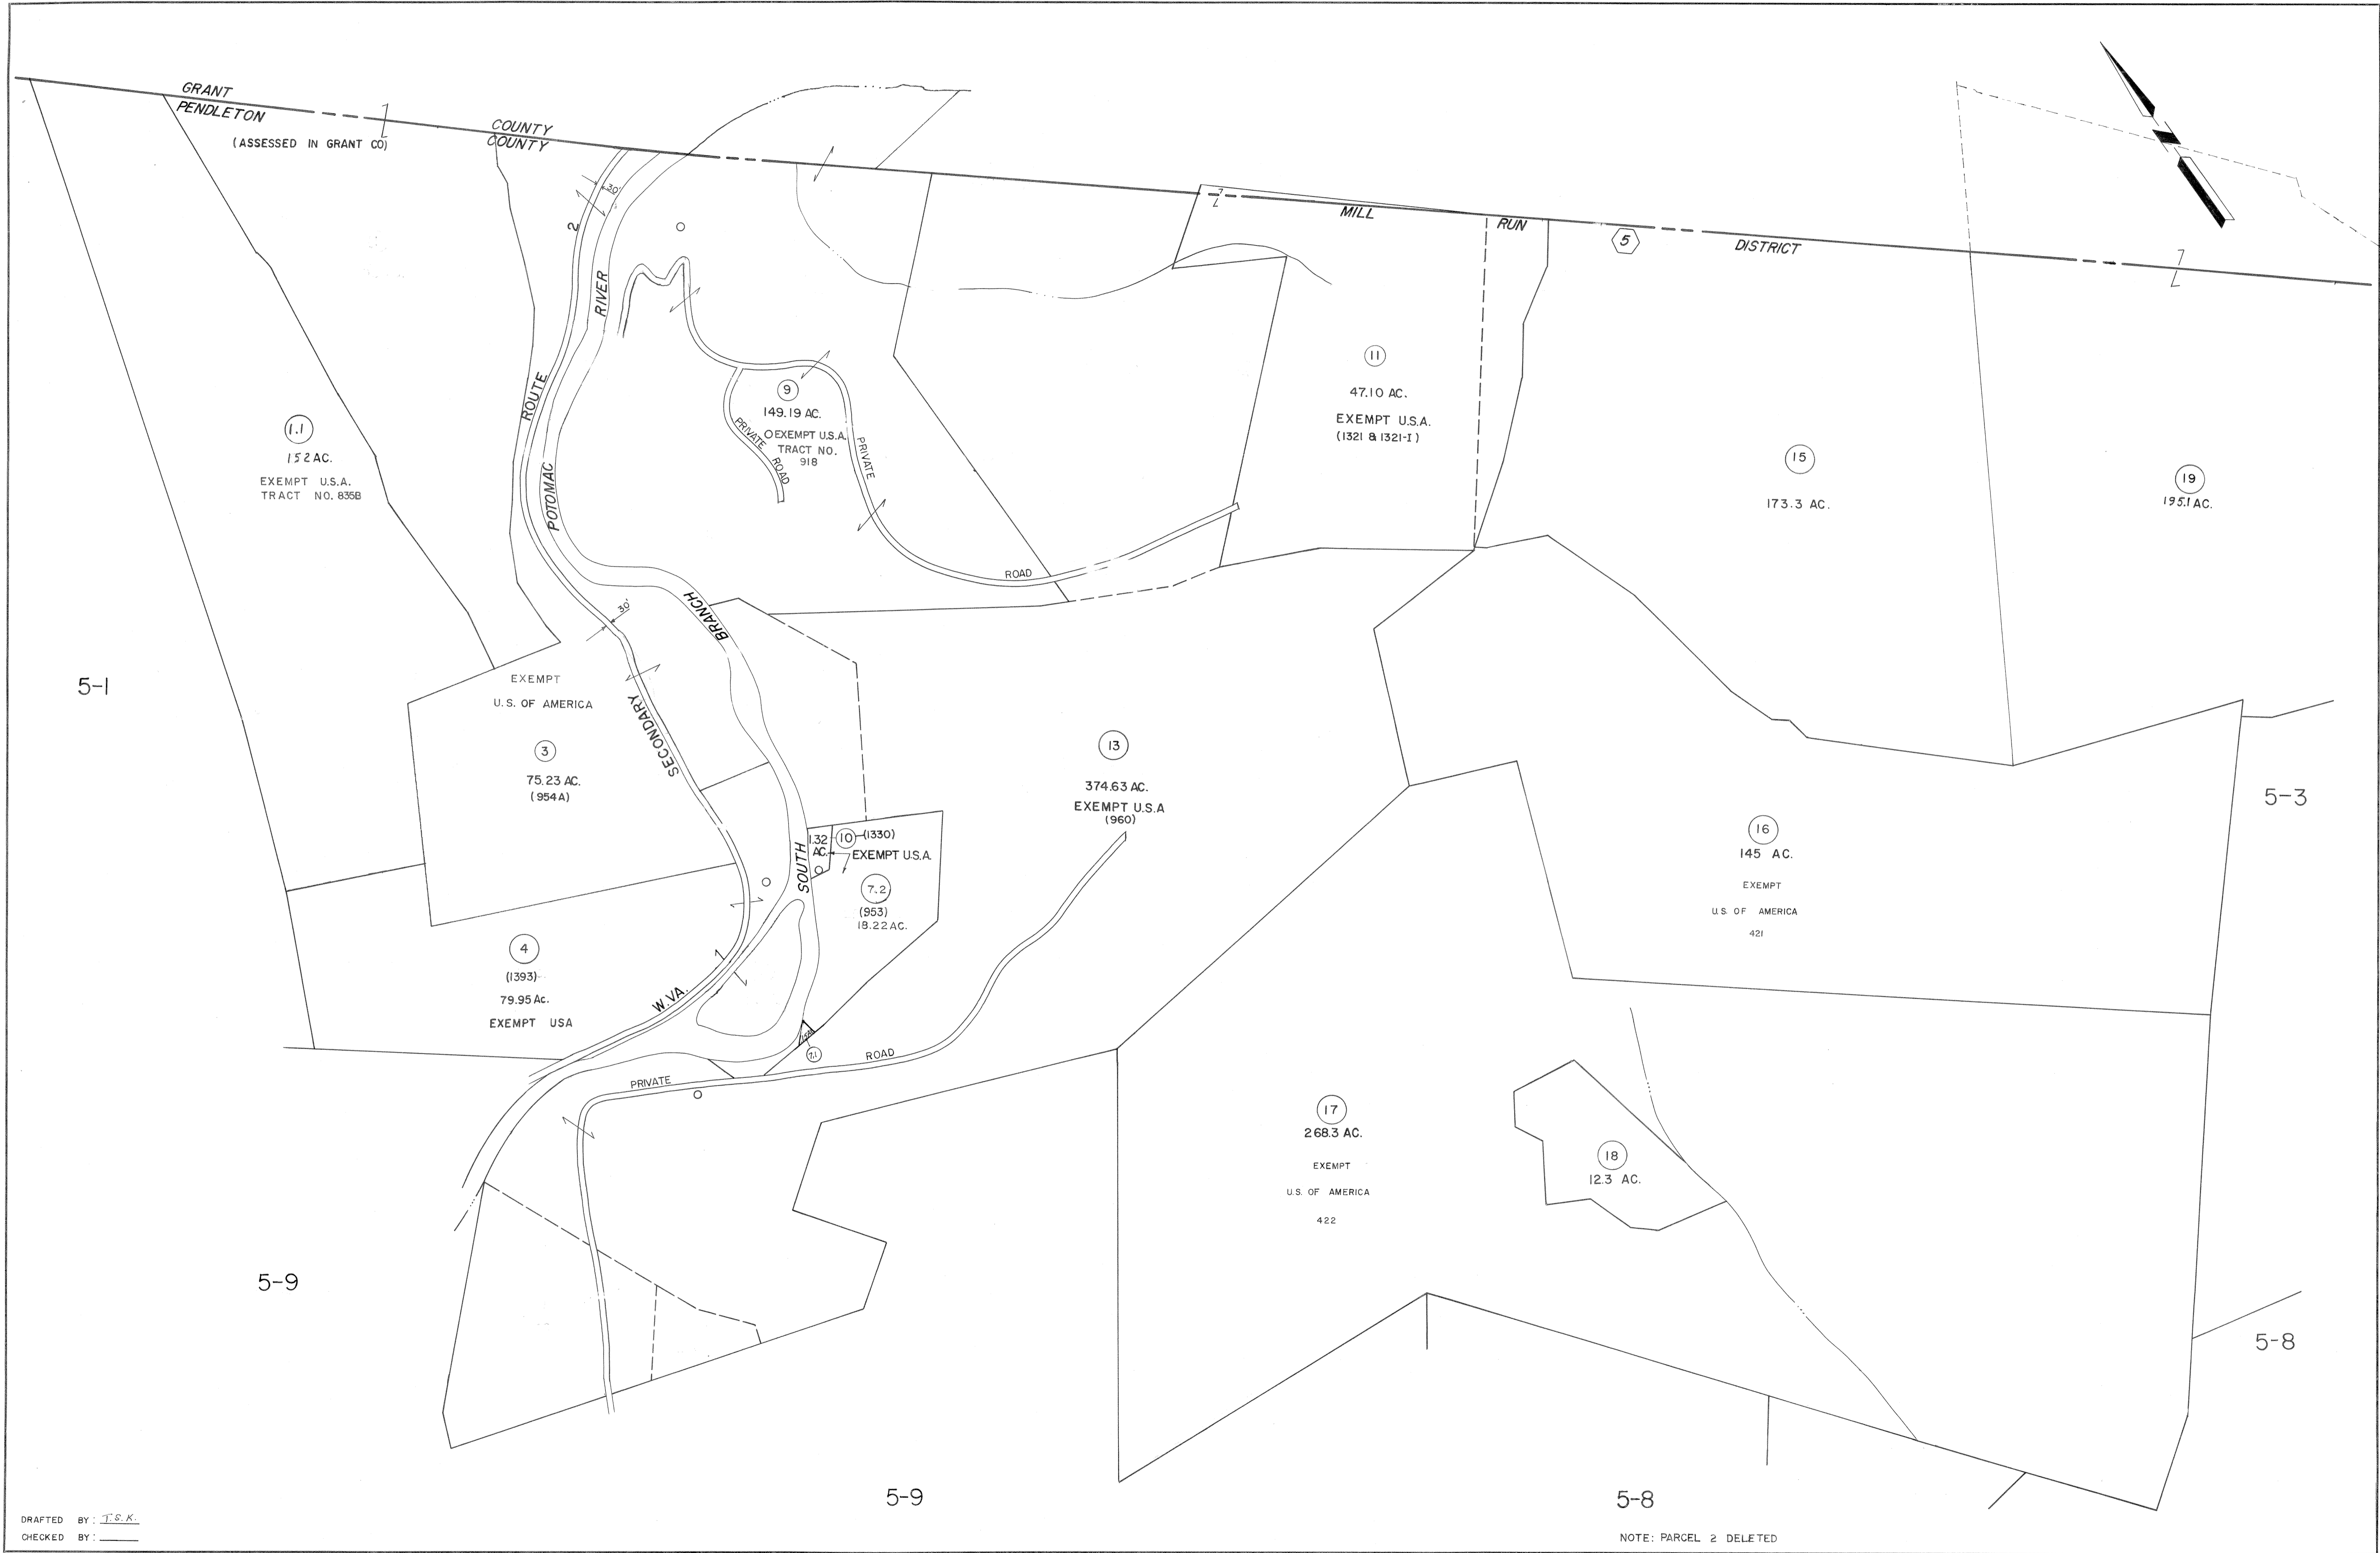 GRANT
COUNTY
PENDLETON
COUNTY
(ASSESSED IN GRANT CO)
MILL
RUN
5
DISTRICT
30'
2
RIVER
ROUTE
POTOMAC
BRANCH
30'
SECONDARY
SOUTH
W.VA.
1.1
152 AC.
EXEMPT U.S.A.
TRACT NO. 835B
9
149.19 AC.
EXEMPT U.S.A.
TRACT NO.
918
PRIVATE ROAD
PRIVATE
ROAD
11
47.10 AC.
EXEMPT U.S.A.
(1321 & 1321-I)
15
173.3 AC.
19
195.1 AC.
5-1
EXEMPT
U.S. OF AMERICA
3
75.23 AC.
(954A)
13
374.63 AC.
EXEMPT U.S.A
(960)
5-3
1.32
AC.
10
(1330)
EXEMPT U.S.A.
7.2
(953)
18.22 AC.
16
145 AC.
EXEMPT
U.S. OF AMERICA
421
4
(1393)
79.95 Ac.
EXEMPT USA
7.1
PRIVATE
ROAD
17
268.3 AC.
EXEMPT
U.S. OF AMERICA
422
18
12.3 AC.
5-9
5-8
5-9
5-8
DRAFTED BY: T.S.K.
CHECKED BY:
NOTE: PARCEL 2 DELETED